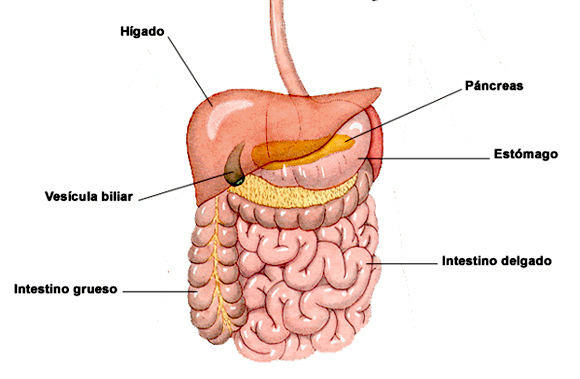 Hígado
Páncreas
Estómago
Vesícula biliar
Intestino delgado
Intestino grueso